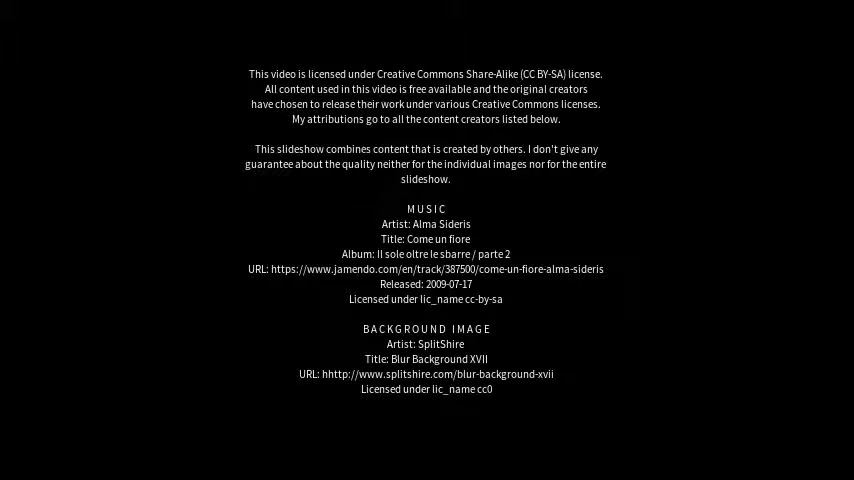 This video is licensed under Creative Commons Share-Alike (CC BY-SA) license.
All content used in this video is free available and the original creators
have chosen to release their work under various Creative Commons licenses.
My attributions go to all the content creators listed below.
This slideshow combines content that is created by others. I don't give any
guarantee about the quality neither for the individual images nor for the entire
slideshow.
MUSIC
Artist: Alma Sideris
Title: Come un fiore
Album: Il sole oltre le sbarre / parte 2
URL: https://www.jamendo.com/en/track/387500/come-un-fiore-alma-sideris
Released: 2009-07-17
Licensed under lic_name cc-by-sa
BACKGROUND IMAGE
Artist: SplitShire
Title: Blur Background XVII
URL: hhttp://www.splitshire.com/blur-background-xvii
Licensed under lic_name cc0